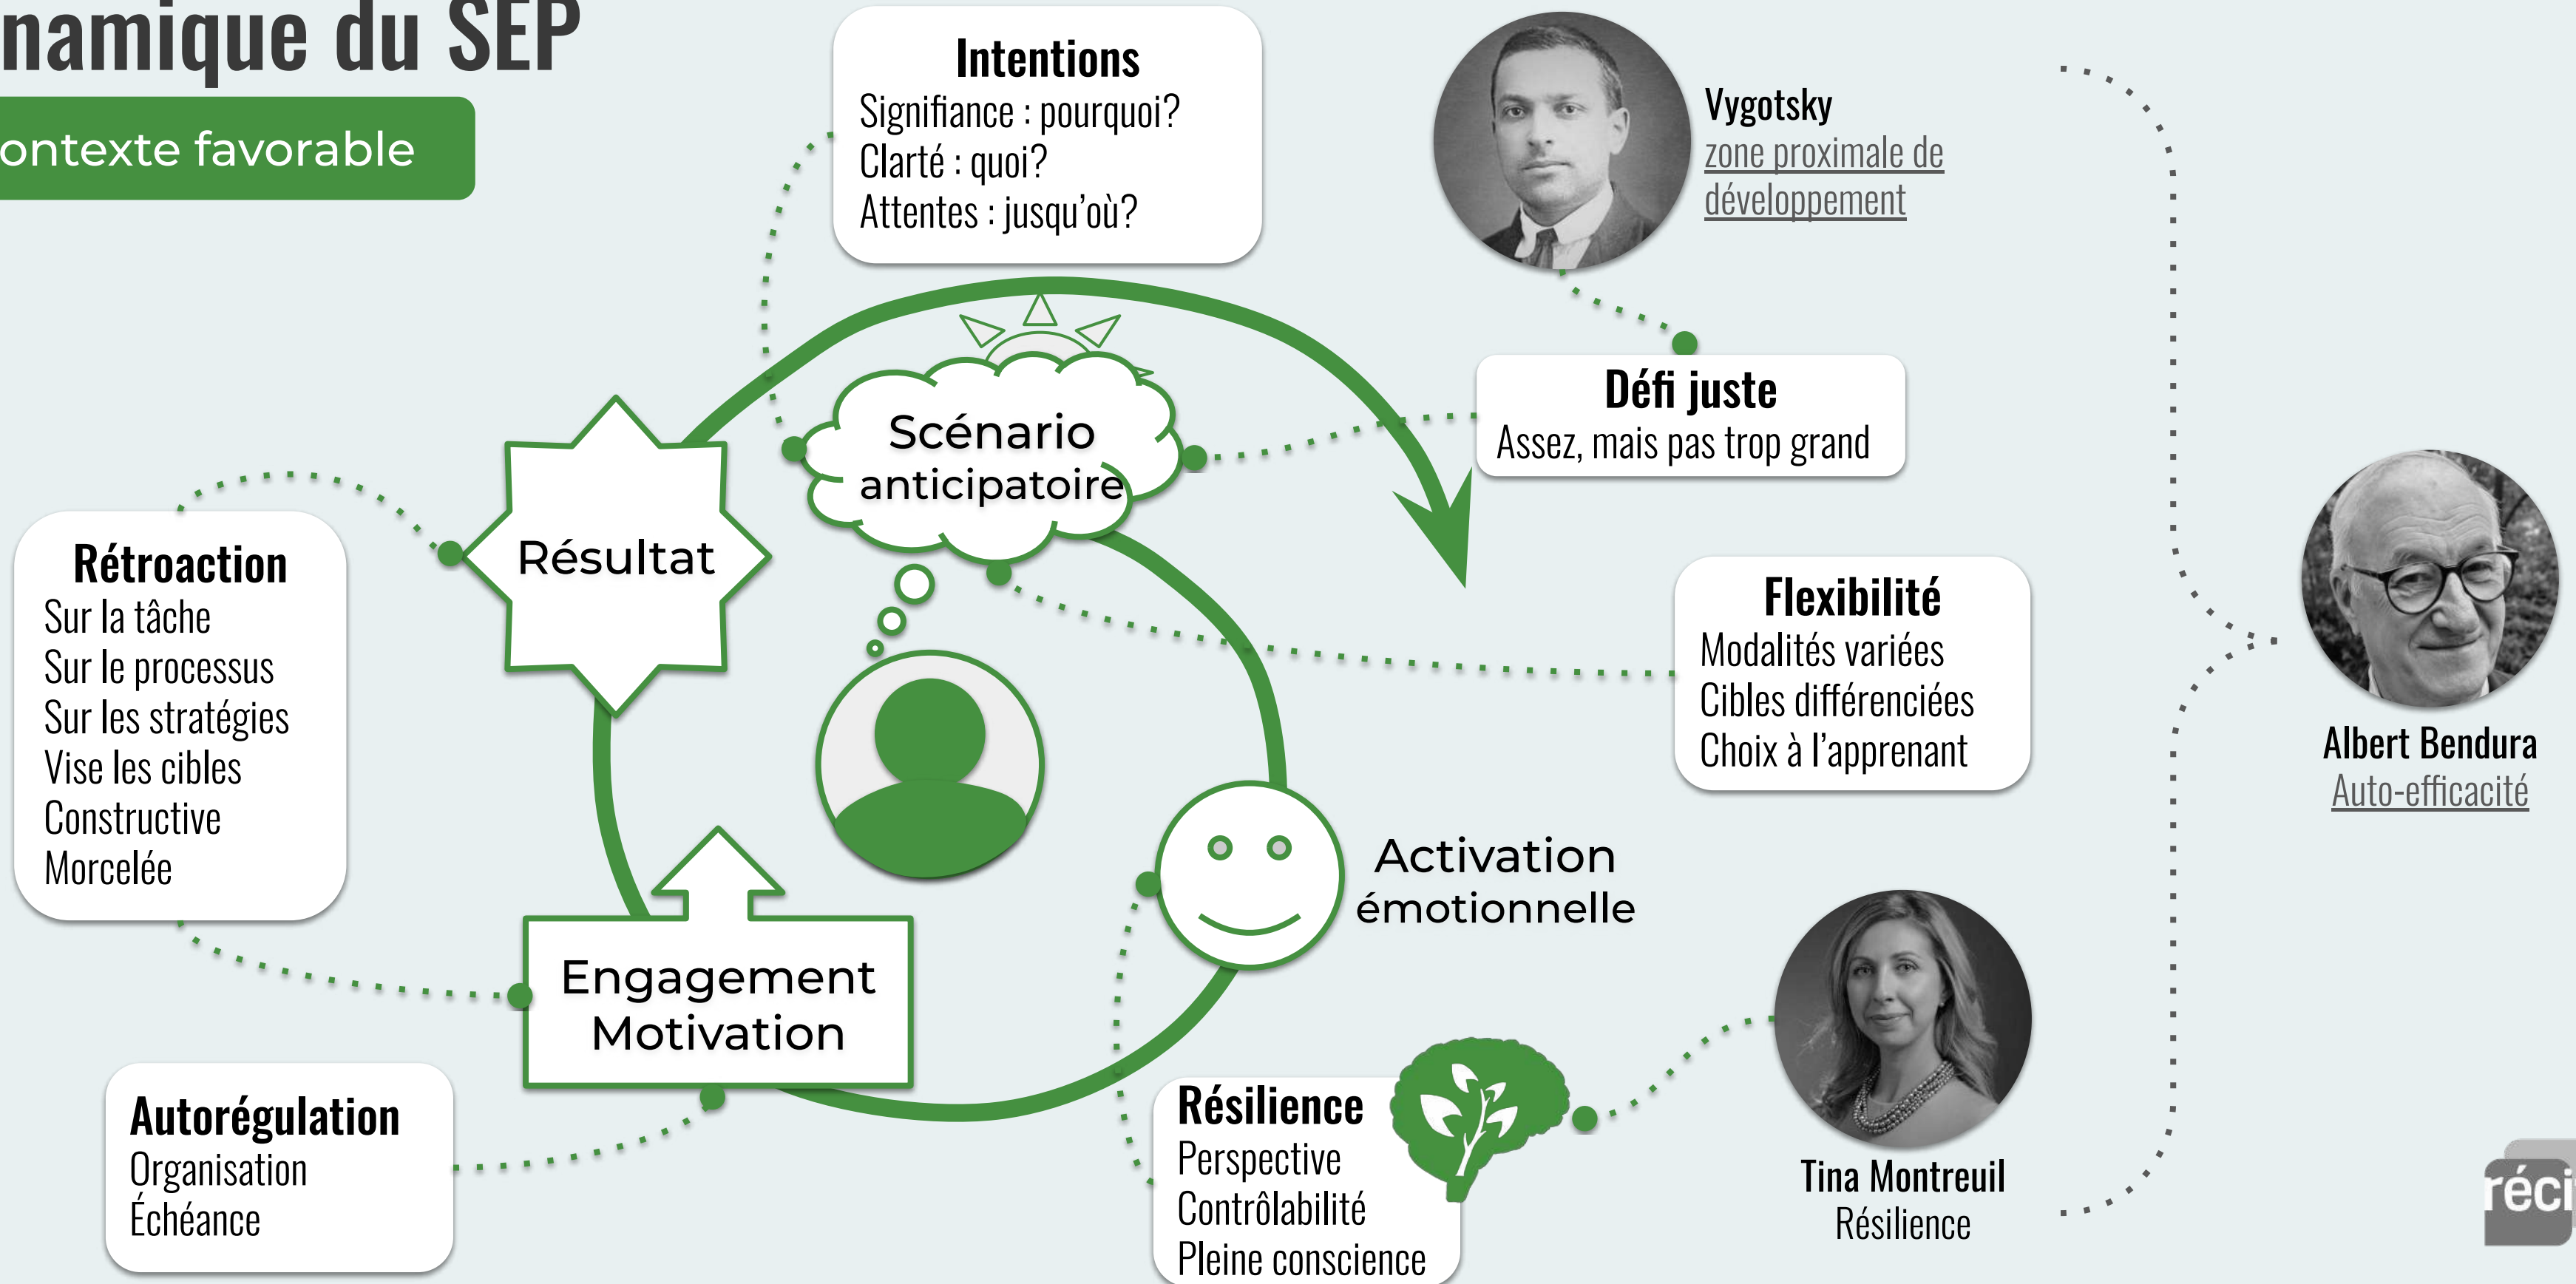 namique du SEP
ontexte favorable
Intentions
Signifiance : pourquoi?
Clarté : quoi?
Attentes : jusqu’où?
Vygotsky
zone proximale de
développement
Scénario
anticipatoire
Défi juste
Assez, mais pas trop grand
Résultat
Rétroaction
Sur la tâche
Sur le processus
Sur les stratégies
Vise les cibles
Constructive
Morcelée
Flexibilité
Modalités variées
Cibles différenciées
Choix à l’apprenant
Albert Bendura
Auto-efficacité
Activation
émotionnelle
Engagement
Motivation
Autorégulation
Organisation
Échéance
Résilience
Perspective
Contrôlabilité
Pleine conscience
Tina Montreuil
Résilience
réci